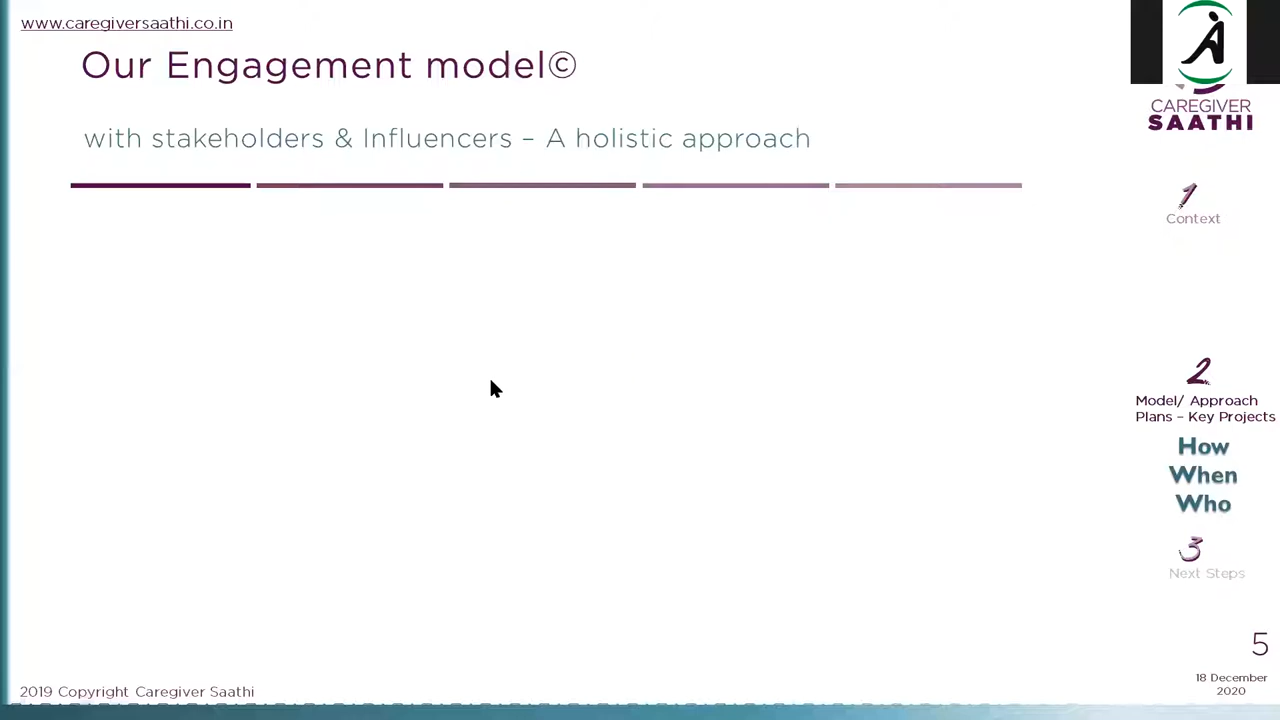 www.caregiversaathi.co.in
Our Engagement model©
with stakeholders & Influencers – A holistic approach
CAREGIVER
SAATHI
1
Context
2
Model/ Approach
Plans – Key Projects
How
When
Who
3
Next Steps
5
18 December
2020
2019 Copyright Caregiver Saathi